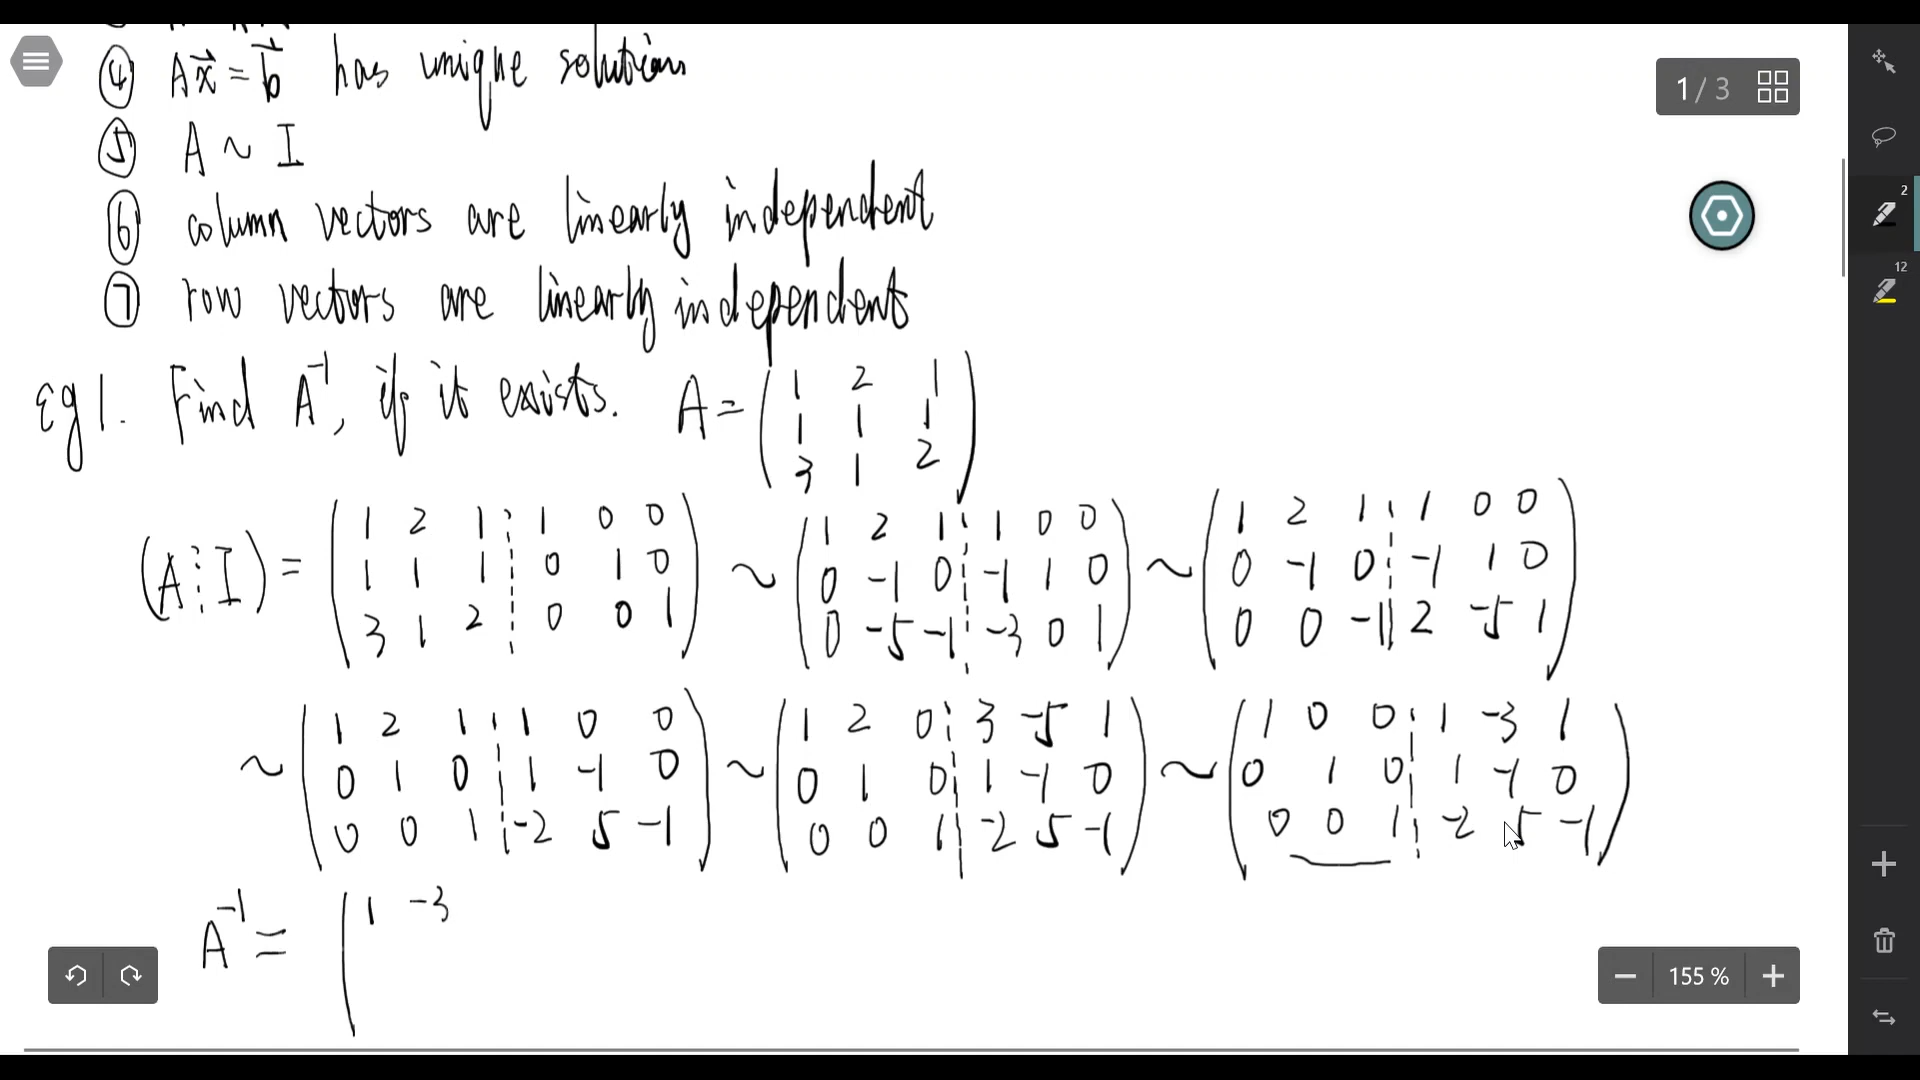 ④ Ax⃗ = b⃗ has unique solution
⑤ A ~ I
⑥ column vectors are linearly independent
⑦ row vectors are linearly independent
Eg 1. Find A⁻¹, if it exists. A = ( 1 2 1
1 1 1
3 1 2 )
(A ⋮ I) = ( 1 2 1 ⋮ 1 0 0 ~ ( 1 2 1 ⋮ 1 0 0 ~ ( 1 2 1 ⋮ 1 0 0
1 1 1 ⋮ 0 1 0 0 -1 0 ⋮ -1 1 0 0 -1 0 ⋮ -1 1 0
3 1 2 ⋮ 0 0 1 ) 0 -5 -1 ⋮ -3 0 1 ) 0 0 -1 | 2 -5 1 )
~ ( 1 2 1 ⋮ 1 0 0 ~ ( 1 2 0 ⋮ 3 -5 1 ~ ( 1 0 0 ⋮ 1 -3 1
0 1 0 ⋮ 1 -1 0 0 1 0 ⋮ 1 -1 0 0 1 0 ⋮ 1 -1 0
0 0 1 ⋮ -2 5 -1 ) 0 0 1 | -2 5 -1 ) 0 0 1 ⋮ -2 5 -1 )
A⁻¹ = ( 1 -3
1 / 3
2
12
155 %